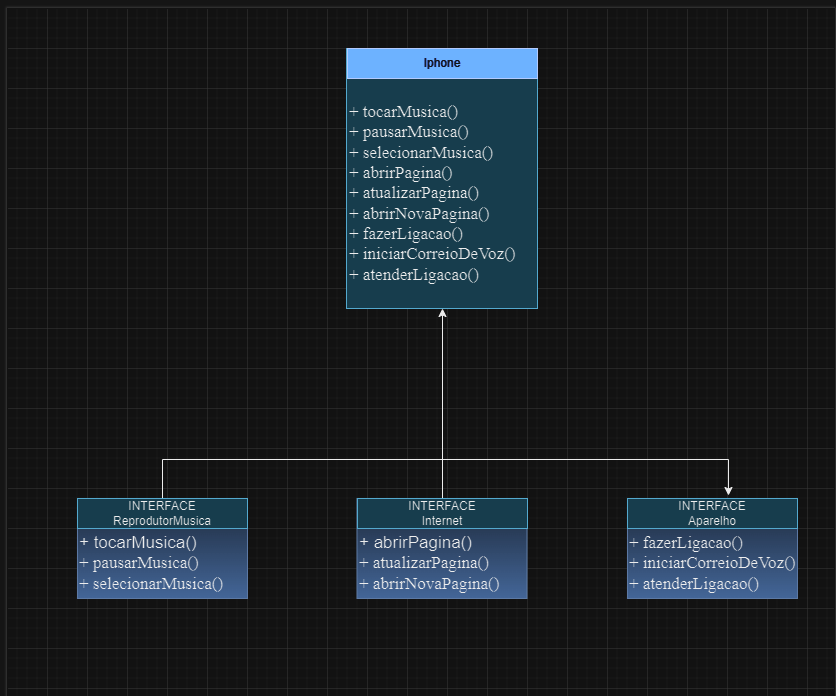 Iphone
+ tocarMusica()
+ pausarMusica()
+ selecionarMusica()
+ abrirPagina()
+ atualizarPagina()
+ abrirNovaPagina()
+ fazerLigacao()
+ iniciarCorreioDeVoz()
+ atenderLigacao()
INTERFACE
ReprodutorMusica
+ tocarMusica()
+ pausarMusica()
+ selecionarMusica()
INTERFACE
Internet
+ abrirPagina()
+ atualizarPagina()
+ abrirNovaPagina()
INTERFACE
Aparelho
+ fazerLigacao()
+ iniciarCorreioDeVoz()
+ atenderLigacao()